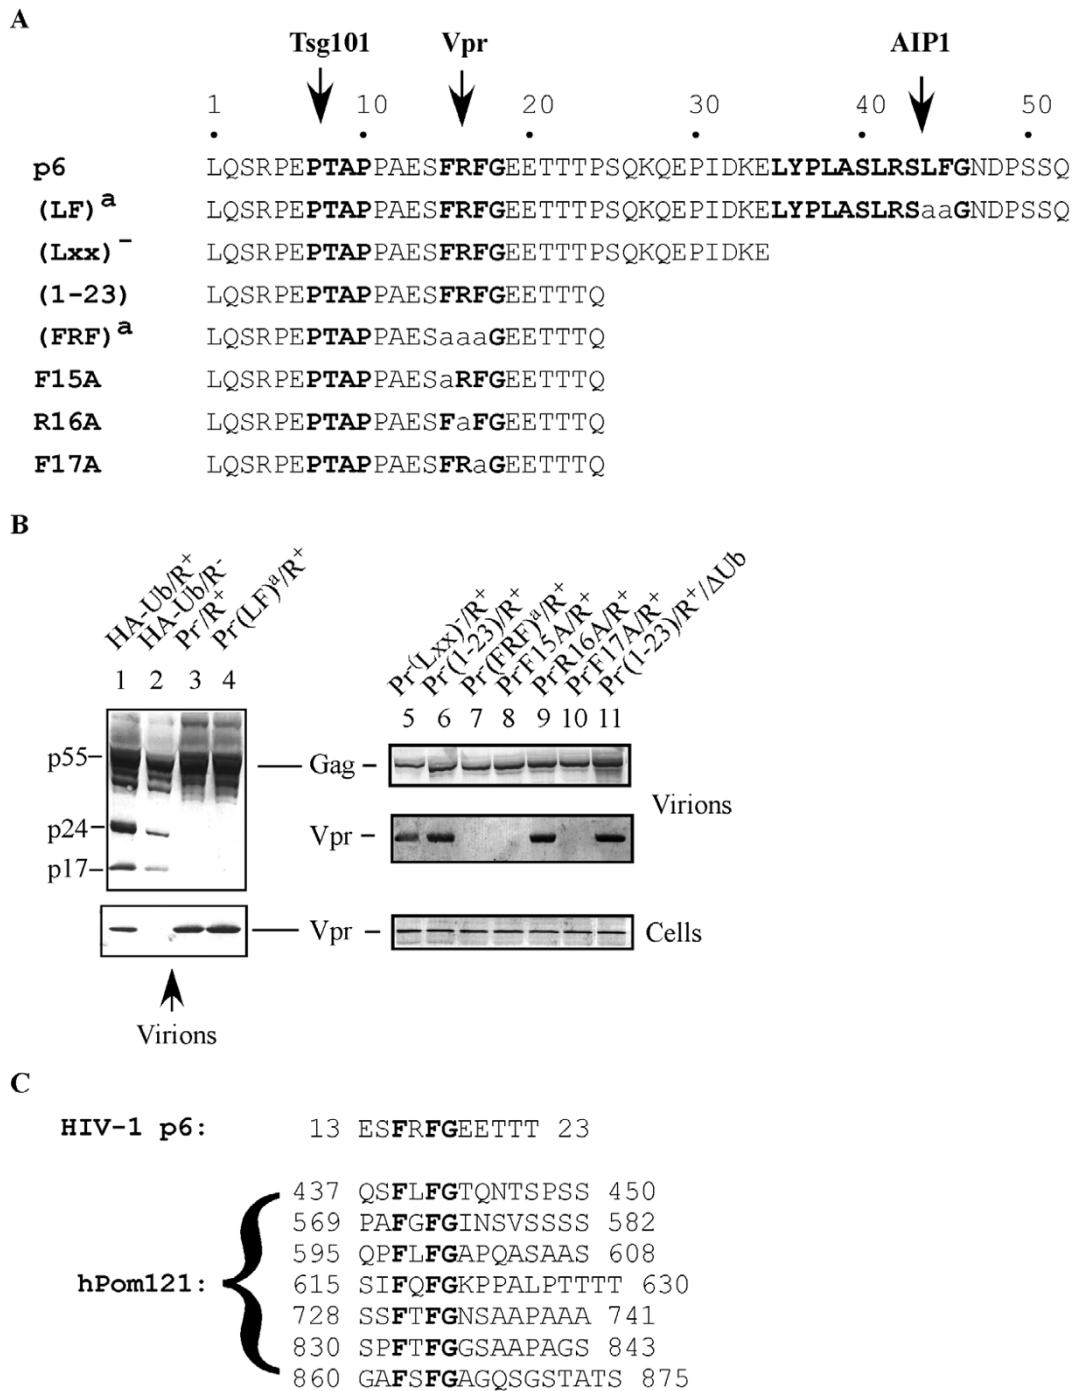 A
Tsg101 Vpr AIP1
1 10 20 30 40 50
p6 LQSRPEPTAPPAESFRFGEETTTPSQKQEPIDKELYPLASLRSLFGNDPSSQ
(LF)a LQSRPEPTAPPAESFRFGEETTTPSQKQEPIDKELYPLASLRSaaGNDPSSQ
(Lxx)- LQSRPEPTAPPAESFRFGEETTTPSQKQEPIDKE
(1-23) LQSRPEPTAPPAESFRFGEETTTQ
(FRF)a LQSRPEPTAPPAESaaaGEETTTQ
F15A LQSRPEPTAPPAESaRFGEETTTQ
R16A LQSRPEPTAPPAESFaFGEETTTQ
F17A LQSRPEPTAPPAESFRaGEETTTQ
B
HA-Ub/R+
HA-Ub/R-
Pr-/R+
Pr-(LF)a/R+
Pr-(Lxx)-/R+
Pr-(1-23)/R+
Pr-(FRF)a/R+
Pr-F15A/R+
Pr-R16A/R+
Pr-F17A/R+
Pr-(1-23)/R+/ΔUb
1 2 3 4 5 6 7 8 9 10 11
p55 Gag
Virions
p24 Vpr
p17
Vpr Cells
Virions
C
HIV-1 p6: 13 ESFRFGEETTT 23
437 QSFLFGTQNTSPSS 450
569 PAFGFGINSVSSSS 582
595 QPFLFGAPQASAAS 608
hPom121: 615 SIFQFGKPPALPTTTT 630
728 SSFTFGNSAAPAAA 741
830 SPFTFGGSAAPAGS 843
860 GAFSFGAGQSGSTATS 875